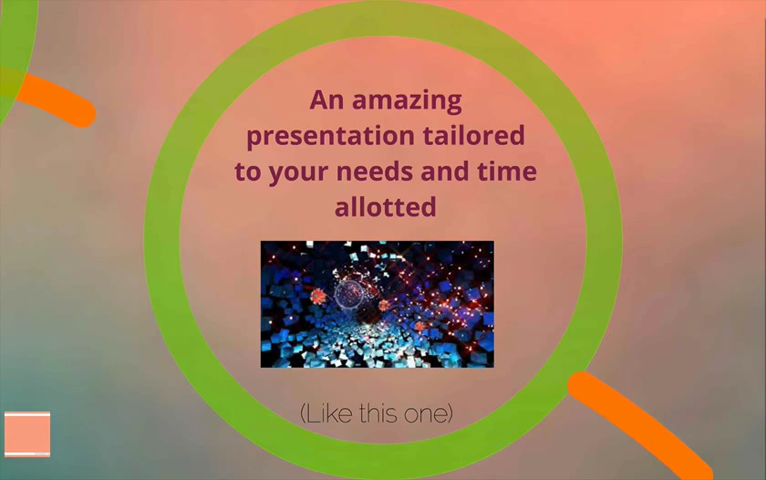 An amazing
presentation tailored
to your needs and time
allotted
(Like this one)